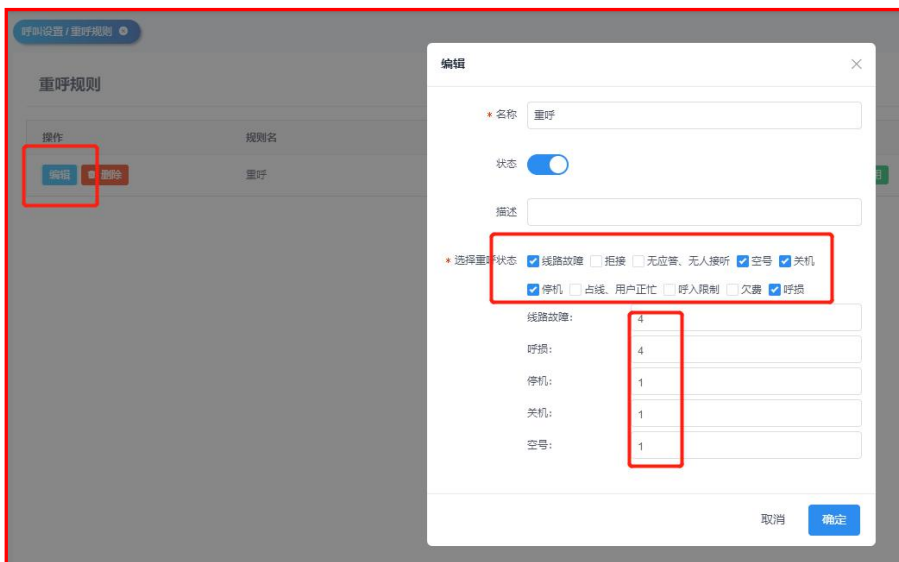 呼叫设置 / 重呼规则
重呼规则
操作 规则名
编辑 删除 重呼
编辑
* 名称 重呼
状态
描述
* 选择重呼状态 线路故障 拒接 无应答、无人接听 空号 关机
停机 占线、用户正忙 呼入限制 欠费 呼损
线路故障: 4
呼损: 4
停机: 1
关机: 1
空号: 1
取消 确定